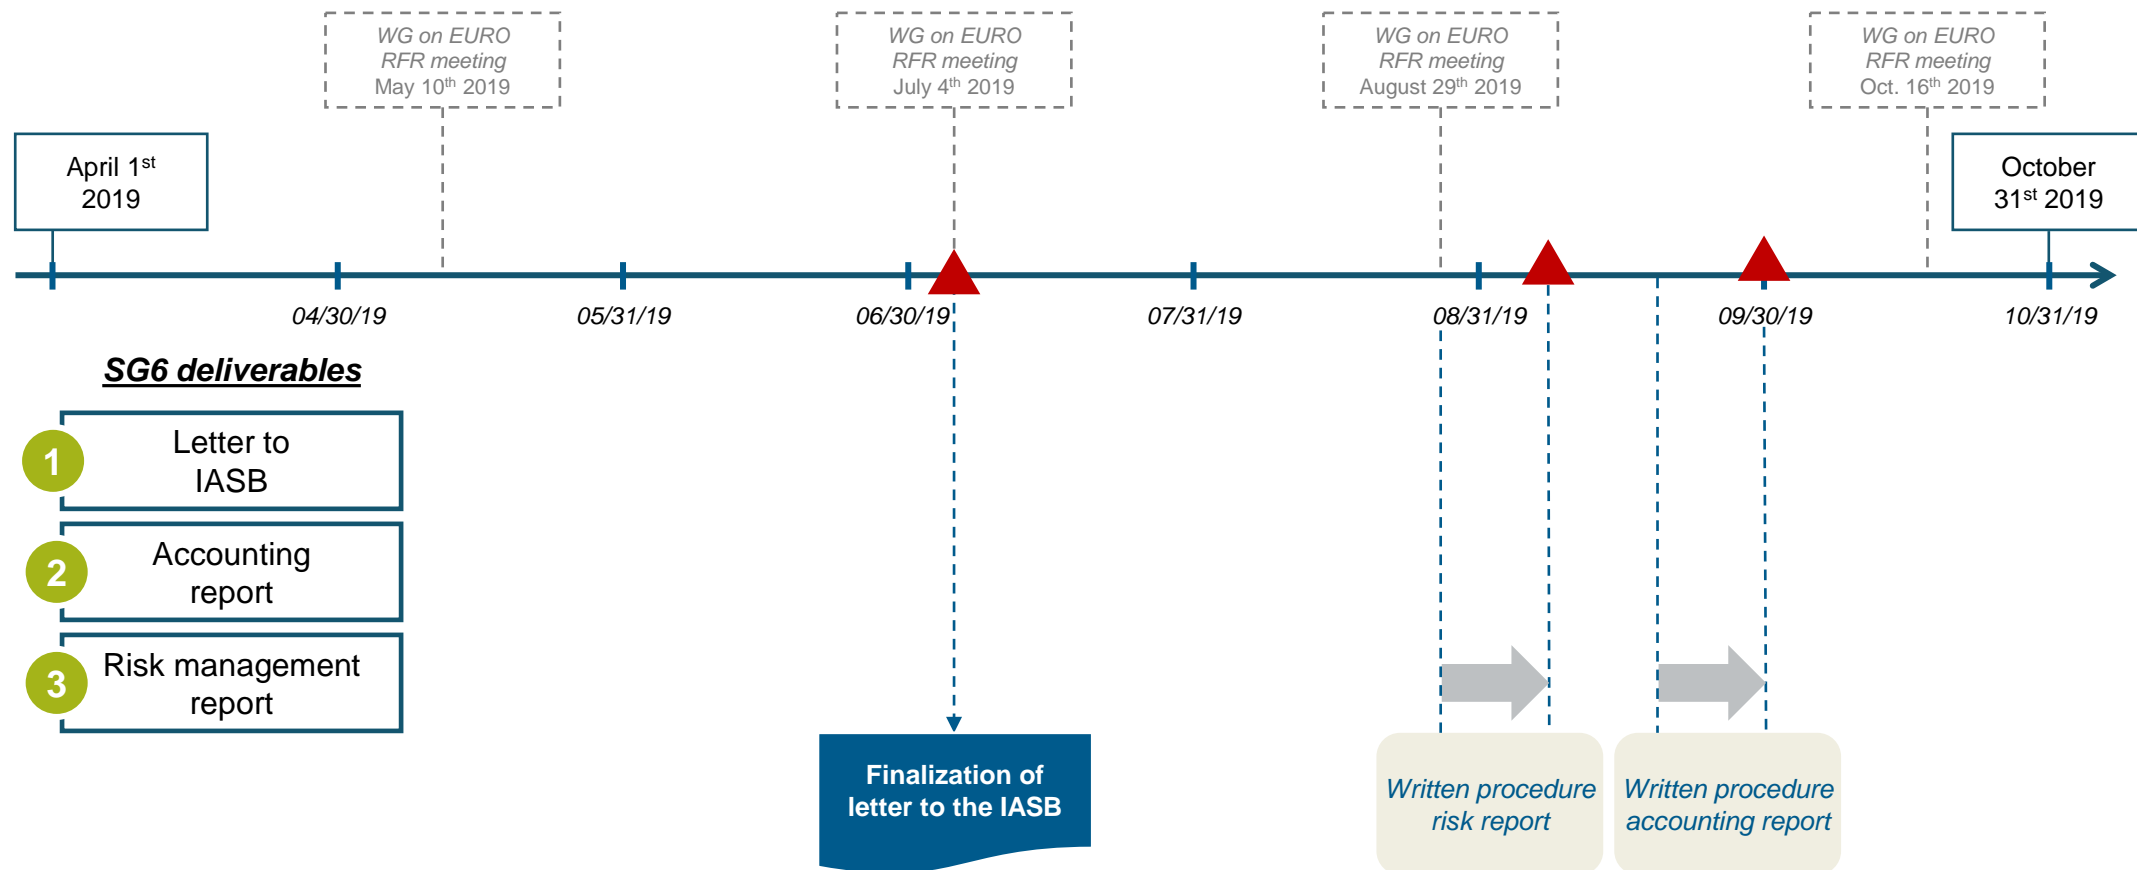 WG on EURO
RFR meeting
May 10th 2019
WG on EURO
RFR meeting
July 4th 2019
WG on EURO
RFR meeting
August 29th 2019
WG on EURO
RFR meeting
Oct. 16th 2019
April 1st
2019
October
31st 2019
04/30/19
05/31/19
06/30/19
07/31/19
08/31/19
09/30/19
10/31/19
SG6 deliverables
1
Letter to
IASB
2
Accounting
report
3
Risk management
report
Finalization of
letter to the IASB
Written procedure
risk report
Written procedure
accounting report